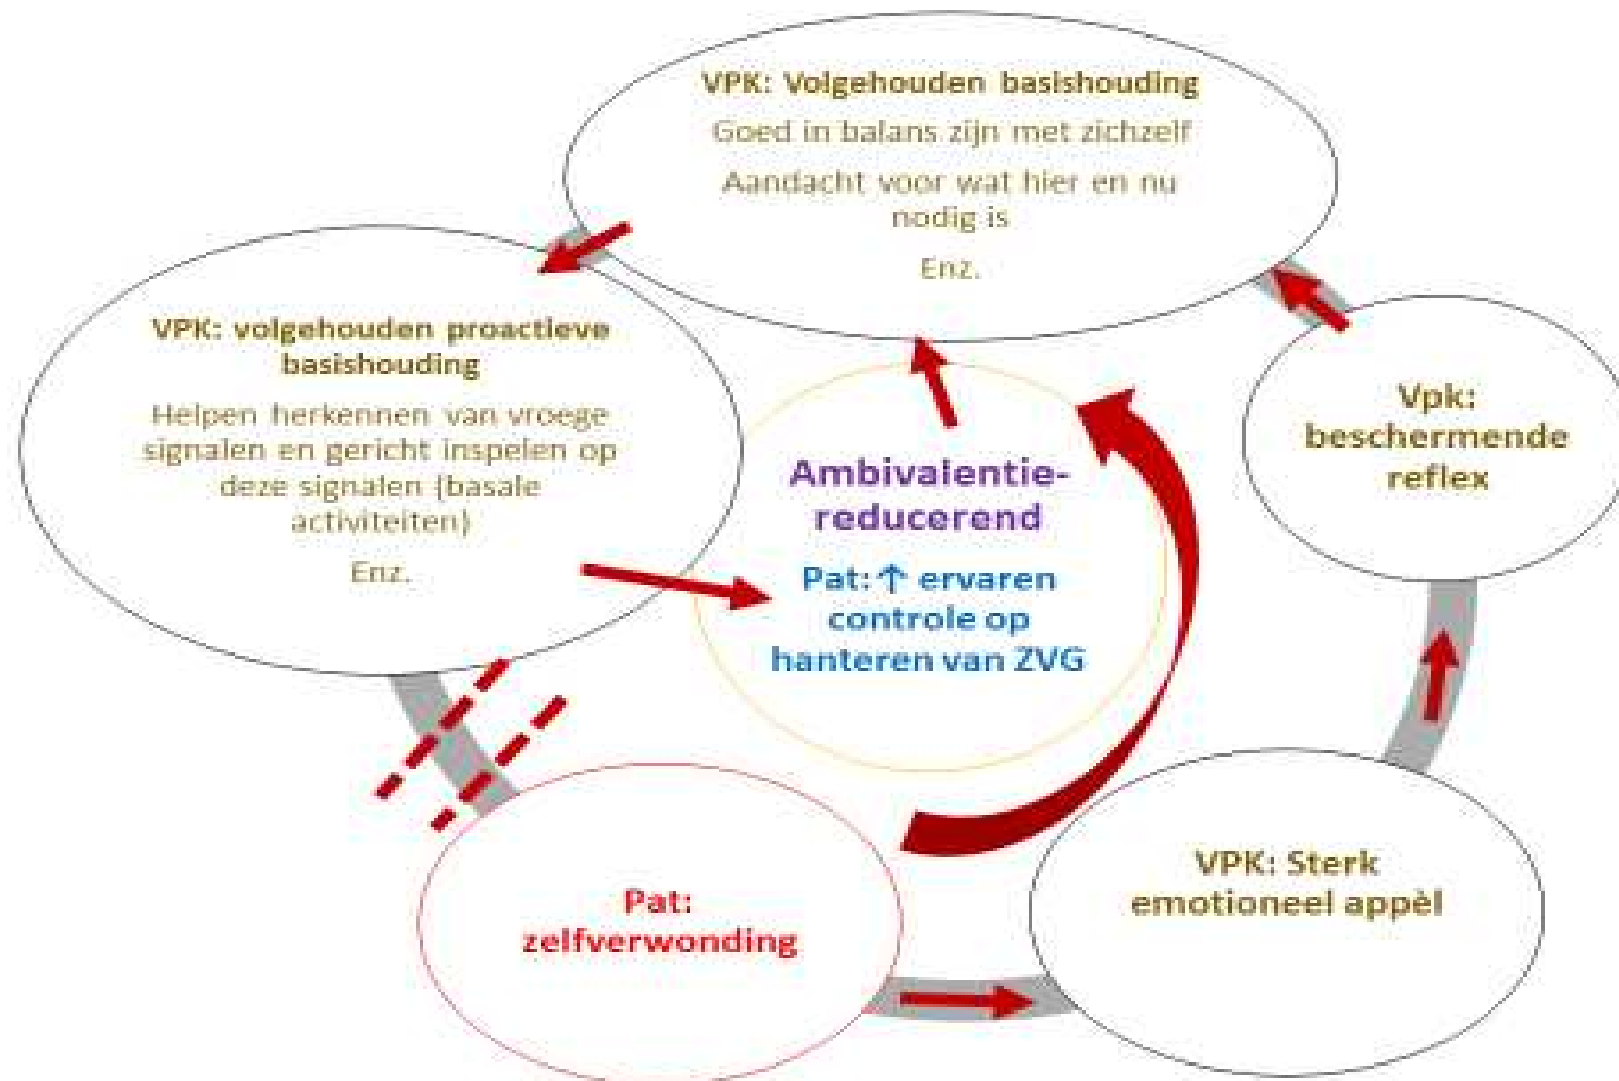 VPK: Volgehouden basishouding
Goed in balans zijn met zichzelf
Aandacht voor wat hier en nu
nodig is
Enz.
VPK: volgehouden proactieve
basishouding
Helpen herkennen van vroege
signalen en gericht inspelen op
deze signalen (basale
activiteiten)
Enz.
Vpk:
beschermende
reflex
Ambivalentie-
reducerend
Pat: ↑ ervaren
controle op
hanteren van ZVG
VPK: Sterk
emotioneel appèl
Pat:
zelfverwonding